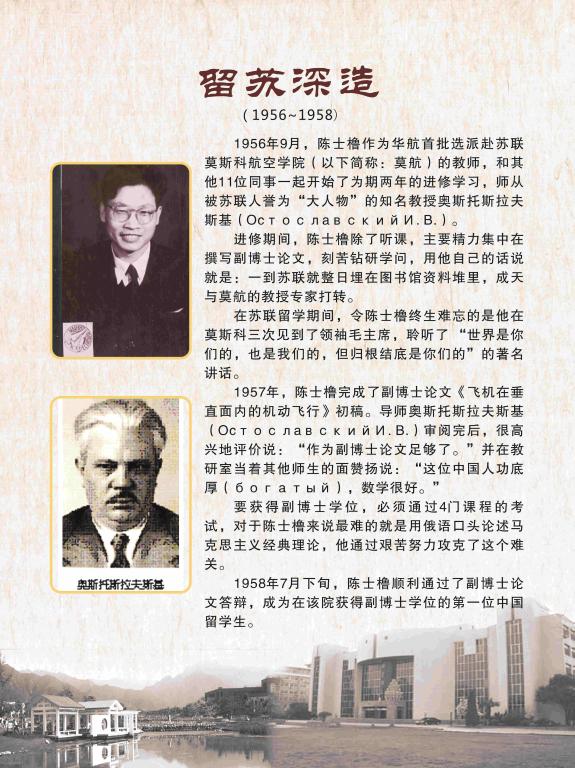 留苏深造
(1956~1958)
1956年9月，陈士橹作为华航首批选派赴苏联
莫斯科航空学院（以下简称：莫航）的教师，和其
他11位同事一起开始了为期两年的进修学习，师从
被苏联人誉为“大人物”的知名教授奥斯托斯拉夫
斯基（ОстославскийИ.В.）。
进修期间，陈士橹除了听课，主要精力集中在
撰写副博士论文，刻苦钻研学问，用他自己的话说
就是：一到苏联就整日埋在图书馆资料堆里，成天
与莫航的教授专家打转。
在苏联留学期间，令陈士橹终生难忘的是他在
莫斯科三次见到了领袖毛主席，聆听了“世界是你
们的，也是我们的，但归根结底是你们的”的著名
讲话。
1957年，陈士橹完成了副博士论文《飞机在垂
直面内的机动飞行》初稿。导师奥斯托斯拉夫斯基
（ОстославскийИ.В.）审阅完后，很高
兴地评价说：“作为副博士论文足够了。”并在教
研室当着其他师生的面赞扬说：“这位中国人功底
厚（богатый），数学很好。”
要获得副博士学位，必须通过4门课程的考
试，对于陈士橹来说最难的就是用俄语口头论述马
克思主义经典理论，他通过艰苦努力攻克了这个难
关。
1958年7月下旬，陈士橹顺利通过了副博士论
文答辩，成为在该院获得副博士学位的第一位中国
留学生。
奥斯托斯拉夫斯基